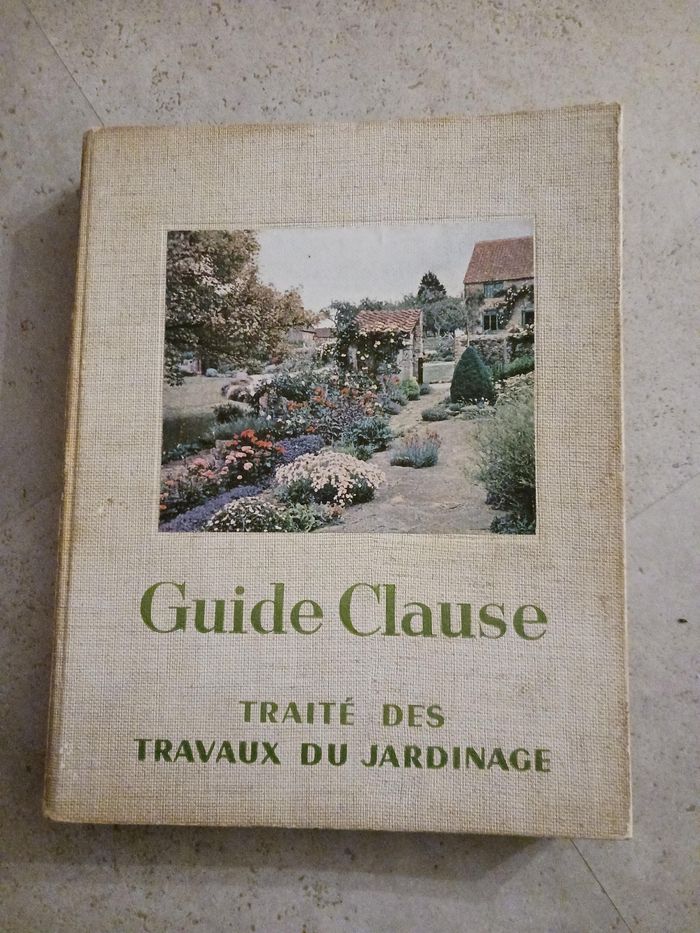 Guide Clause
TRAITÉ DES
TRAVAUX DU JARDINAGE